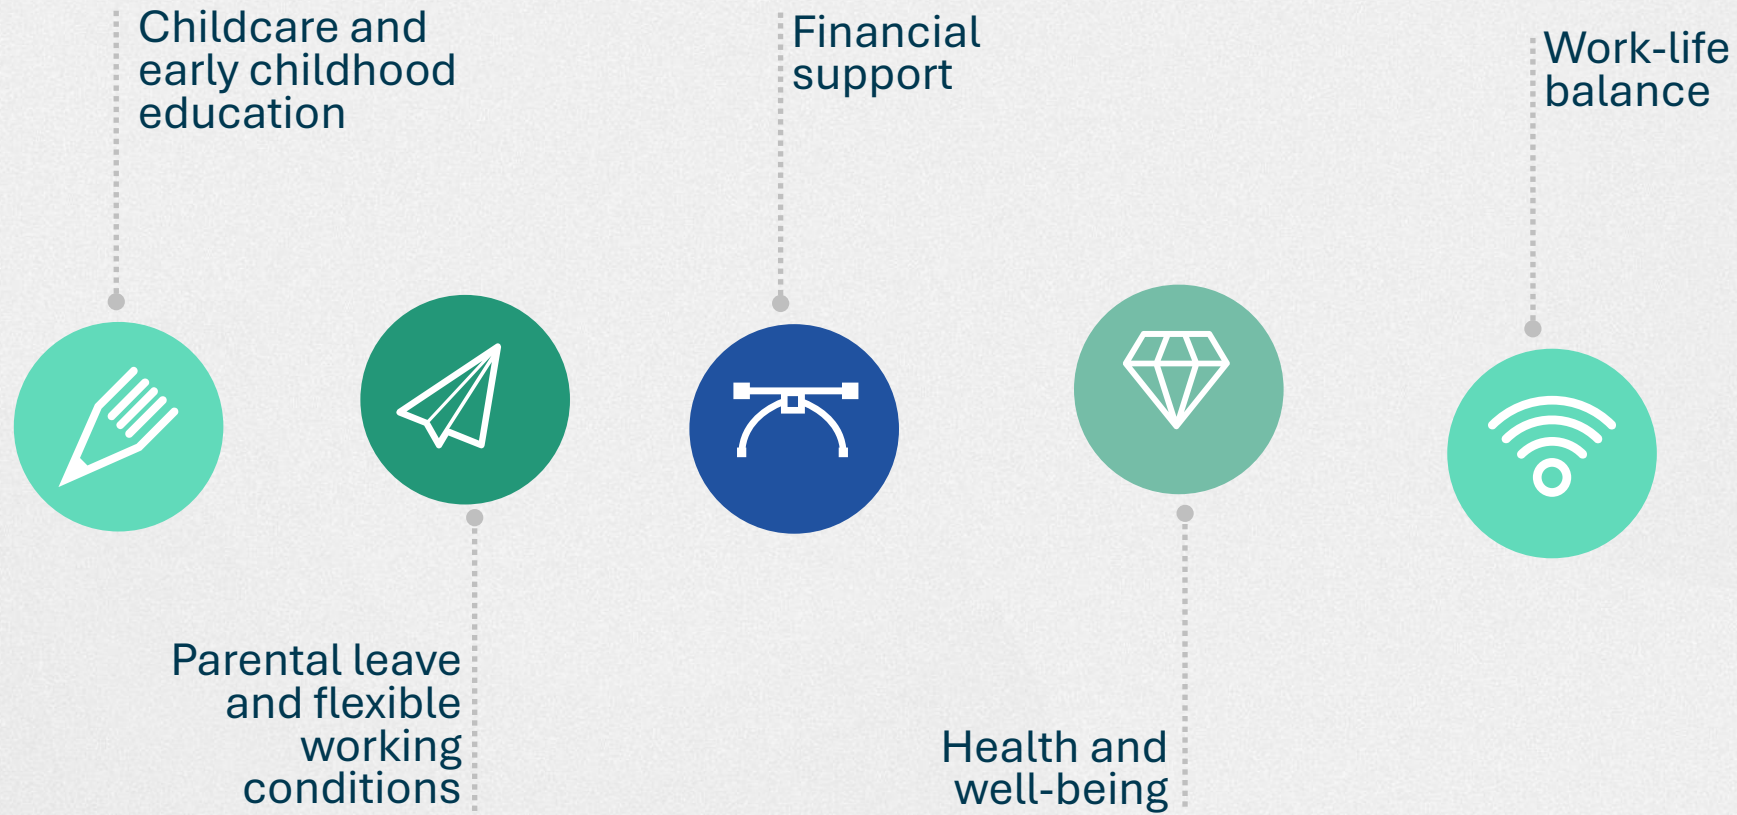 Childcare and
early childhood
education
Parental leave
and flexible
working
conditions
Financial
support
Health and
well-being
Work-life
balance